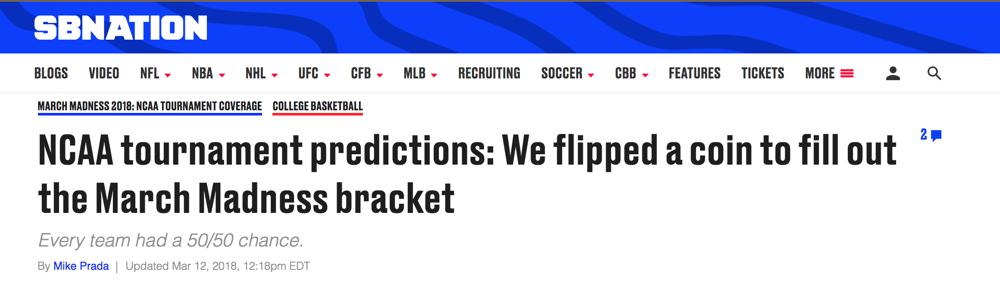 SBNATION
BLOGS VIDEO NFL NBA NHL UFC CFB MLB RECRUITING SOCCER CBB FEATURES TICKETS MORE
MARCH MADNESS 2018: NCAA TOURNAMENT COVERAGE COLLEGE BASKETBALL
NCAA tournament predictions: We flipped a coin to fill out 2
the March Madness bracket
Every team had a 50/50 chance.
By Mike Prada | Updated Mar 12, 2018, 12:18pm EDT